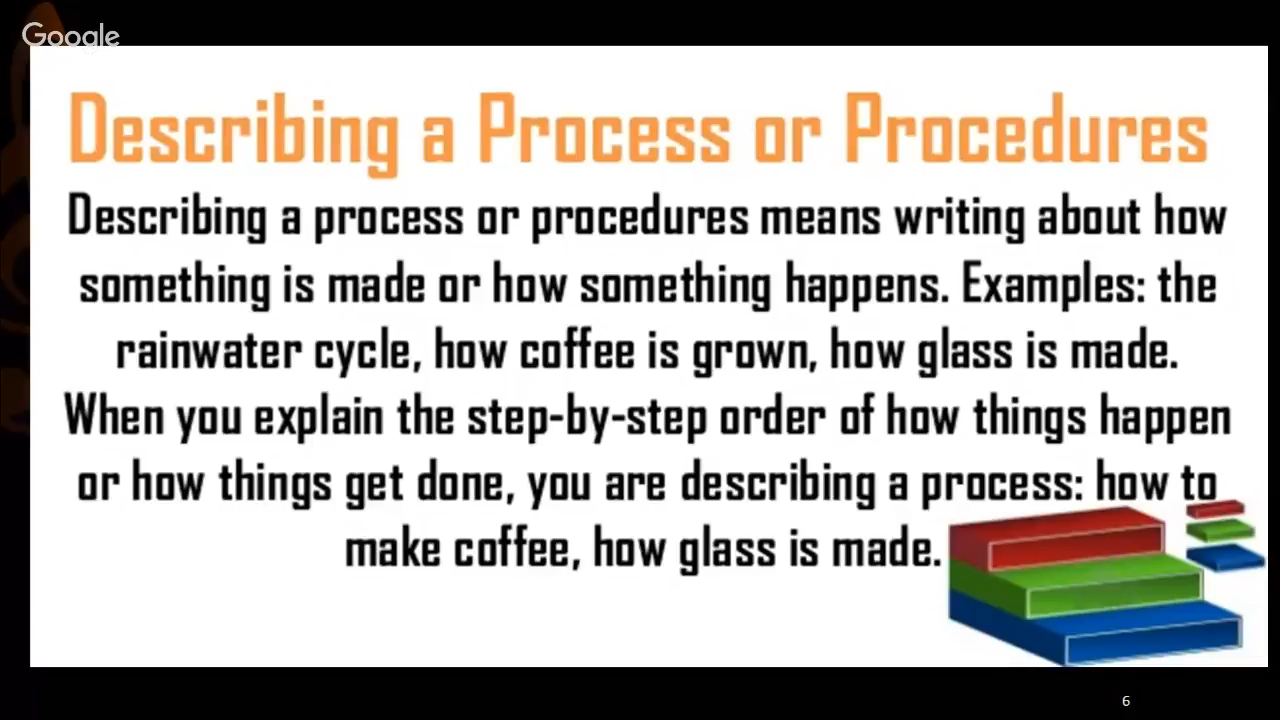 Google
Describing a Process or Procedures
Describing a process or procedures means writing about how
something is made or how something happens. Examples: the
rainwater cycle, how coffee is grown, how glass is made.
When you explain the step-by-step order of how things happen
or how things get done, you are describing a process: how to
make coffee, how glass is made.
6